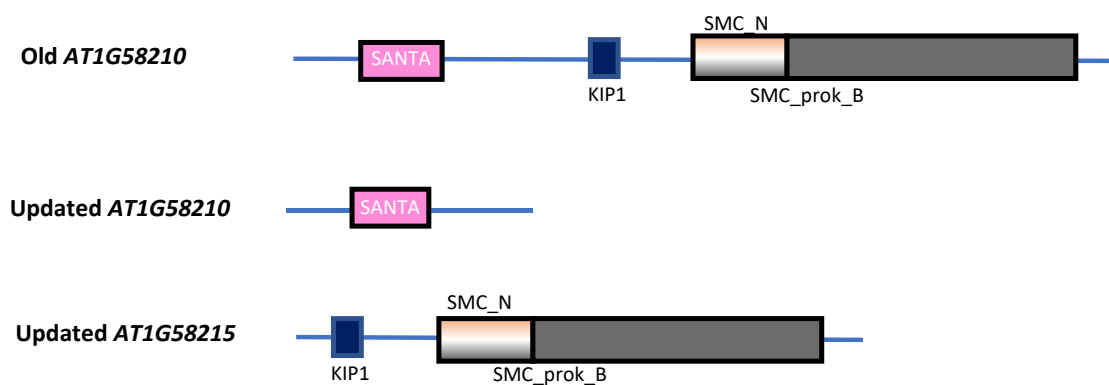 SMC_N
Old AT1G58210
SANTA
KIP1
SMC_prok_B
Updated AT1G58210
SANTA
SMC_N
Updated AT1G58215
KIP1
SMC_prok_B